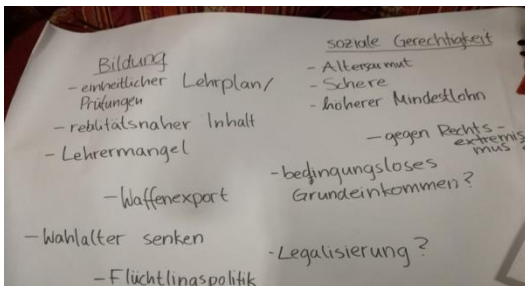 Bildung
- einheitlicher Lehrplan/
Prüfungen
- reblitätsnaher Inhalt
- Lehrermangel
- Waffenexport
- Wahlalter senken
- Flüchtlingspolitik
soziale Gerechtigkeit
- Altersarmut
- Schere
- höherer Mindestlohn
- gegen Rechts-
extremis
mus
- bedingungsloses
Grundeinkommen?
- Legalisierung?